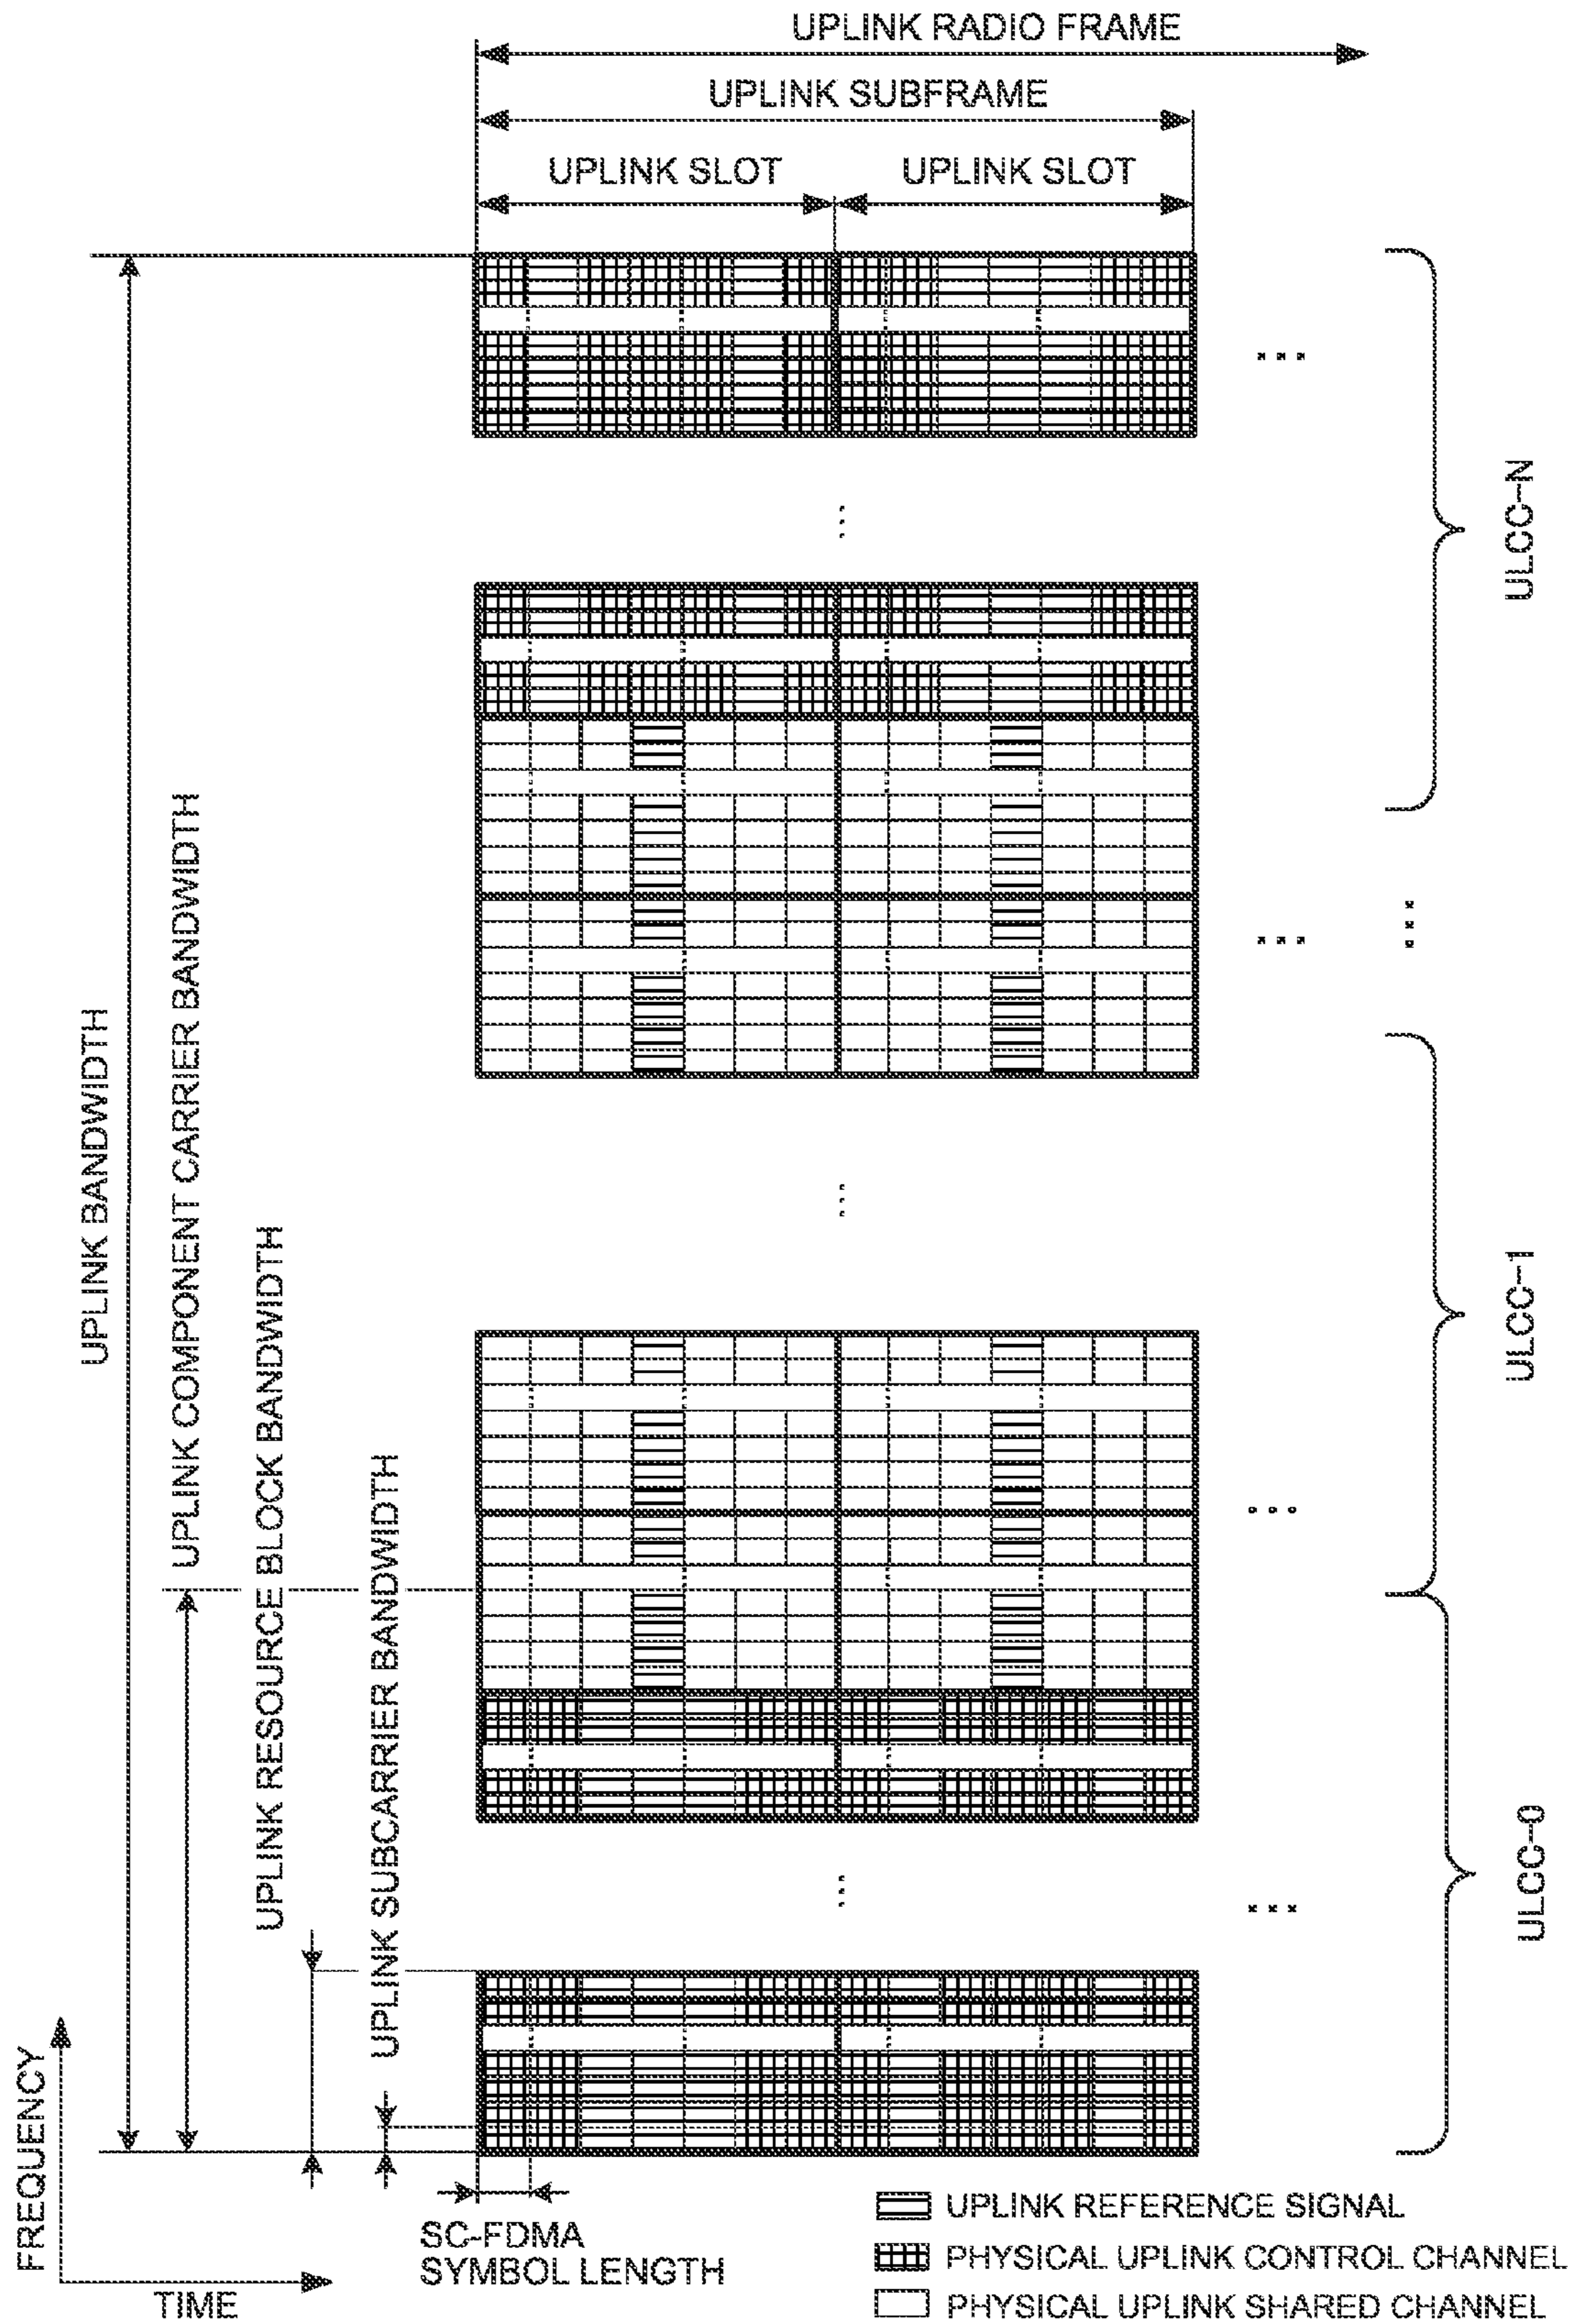 UPLINK RADIO FRAME
UPLINK SUBFRAME
UPLINK SLOT
UPLINK SLOT
UPLINK BANDWIDTH
UPLINK COMPONENT CARRIER BANDWIDTH
UPLINK RESOURCE BLOCK BANDWIDTH
UPLINK SUBCARRIER BANDWIDTH
ULCC-N
ULCC-1
ULCC-0
FREQUENCY
TIME
SC-FDMA
SYMBOL LENGTH
UPLINK REFERENCE SIGNAL
PHYSICAL UPLINK CONTROL CHANNEL
PHYSICAL UPLINK SHARED CHANNEL